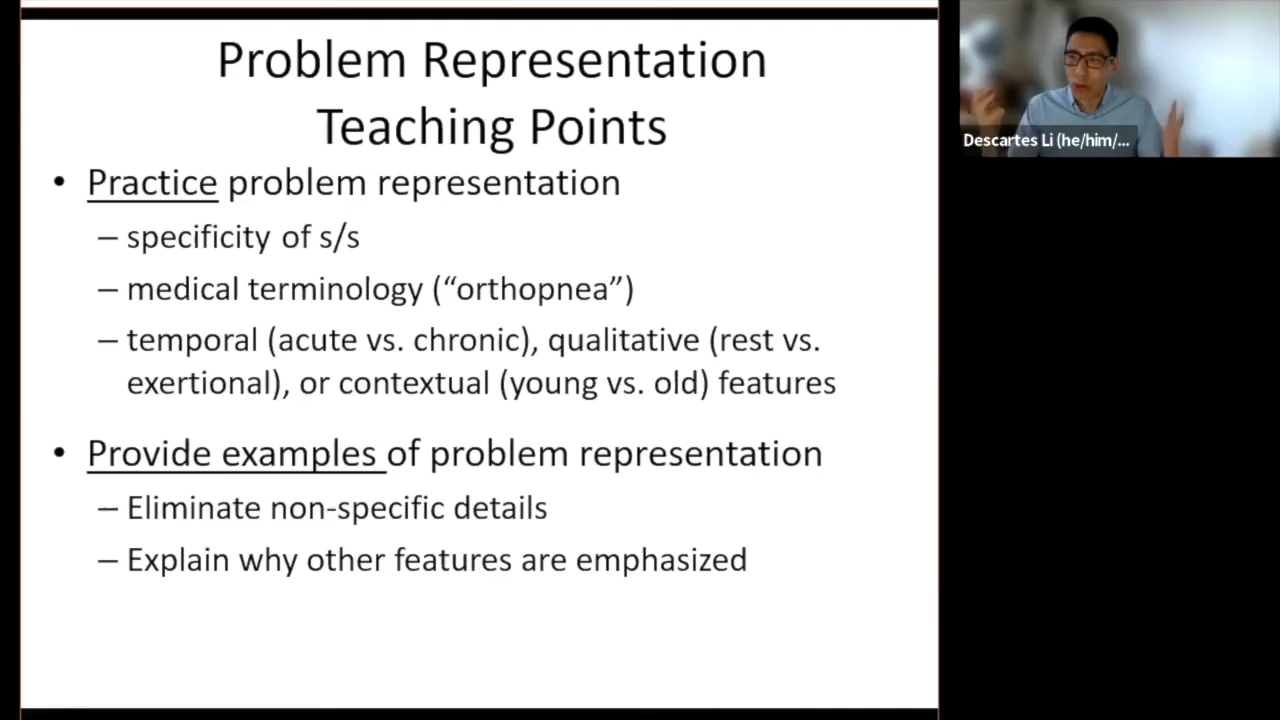 Problem Representation
Teaching Points
• Practice problem representation
– specificity of s/s
– medical terminology (“orthopnea”)
– temporal (acute vs. chronic), qualitative (rest vs.
exertional), or contextual (young vs. old) features
• Provide examples of problem representation
– Eliminate non-specific details
– Explain why other features are emphasized
Descartes Li (he/him/...